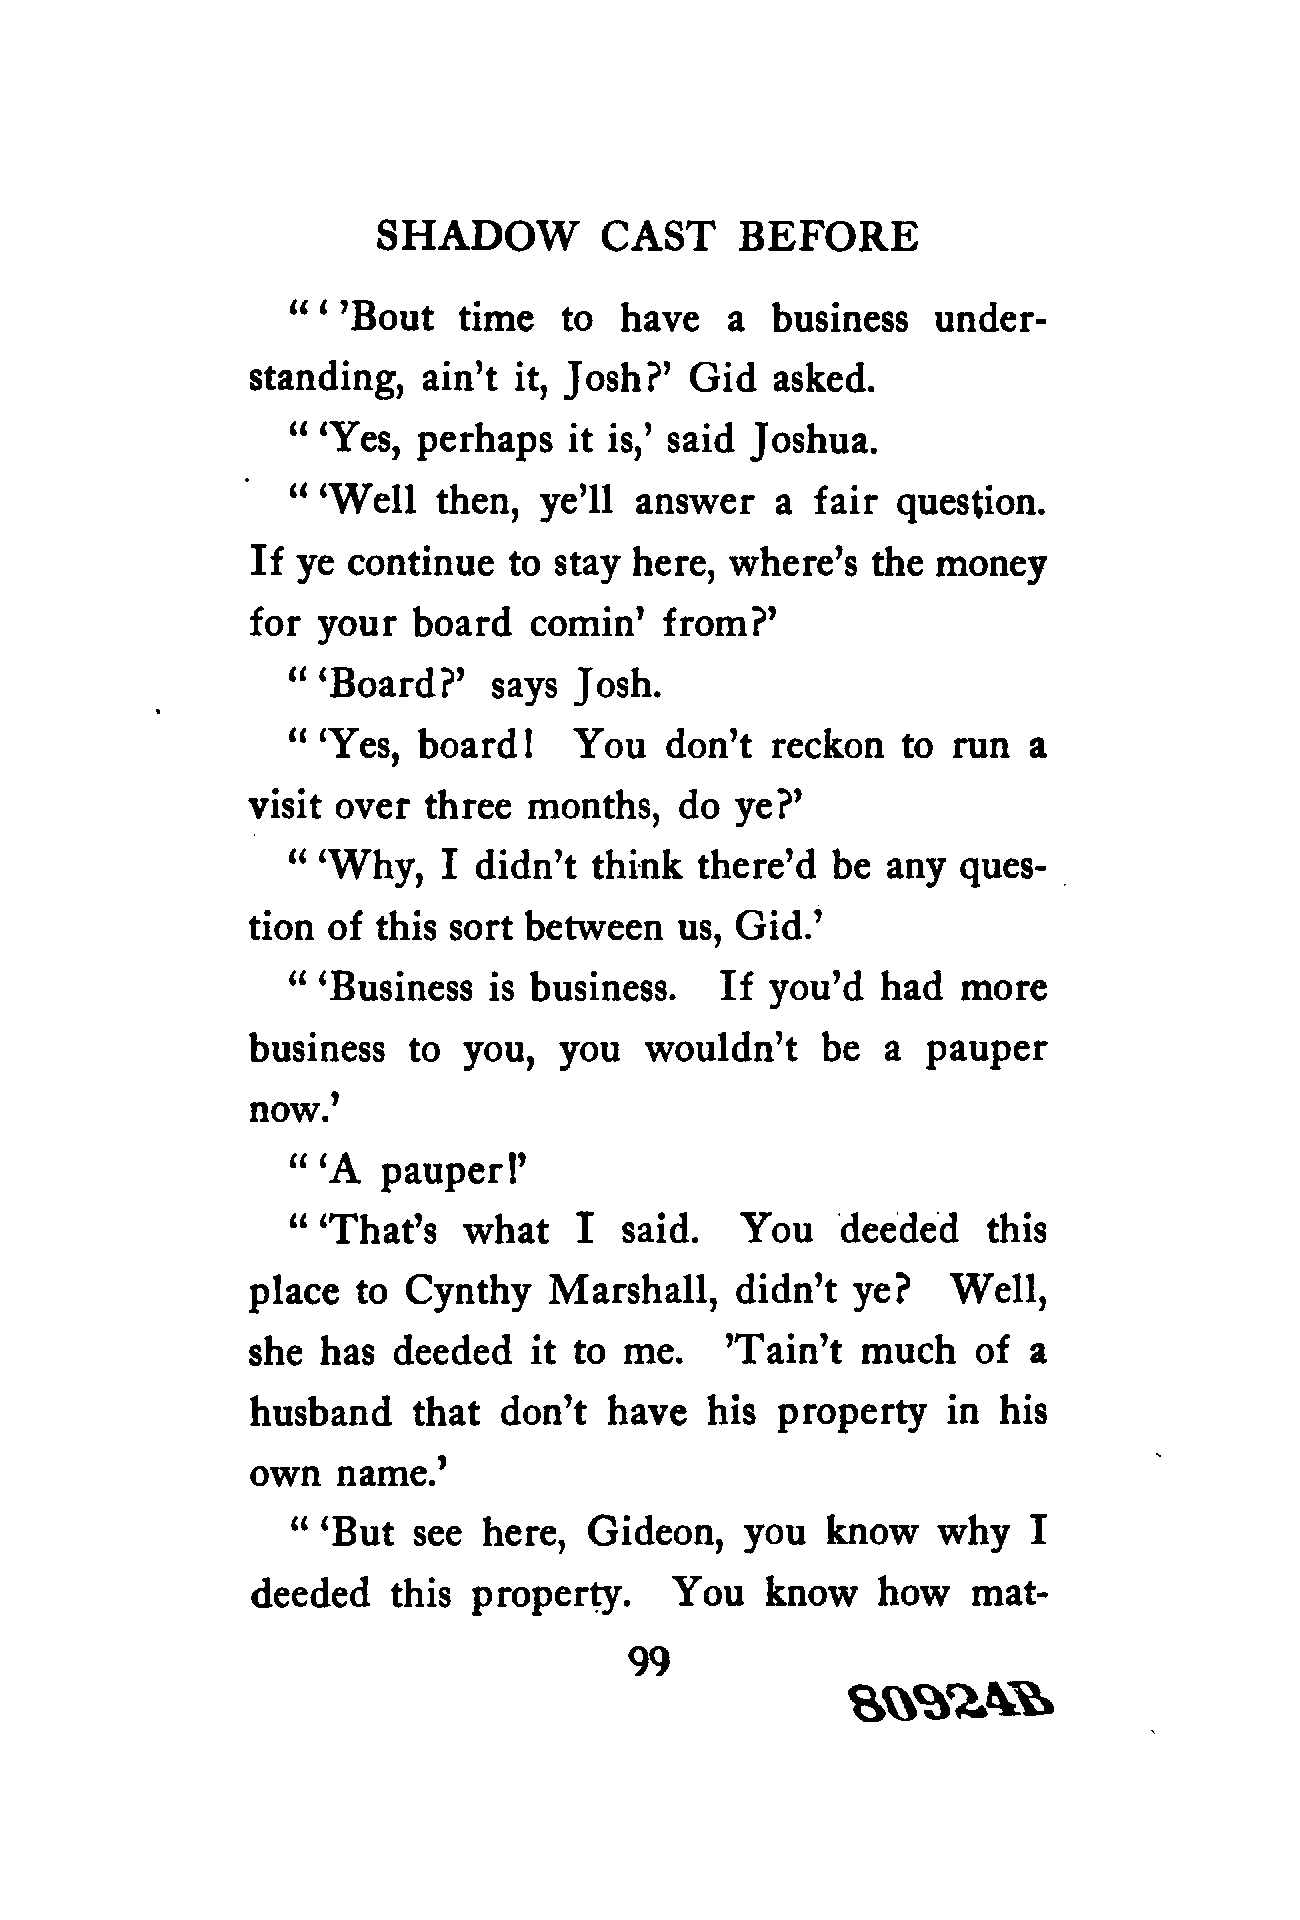 SHADOW CAST BEFORE
“ ‘ ’Bout time to have a business under-
standing, ain’t it, Josh?’ Gid asked.
“ ‘Yes, perhaps it is,’ said Joshua.
“ ‘Well then, ye’ll answer a fair question.
If ye continue to stay here, where’s the money
for your board comin’ from?’
“ ‘Board?’ says Josh.
“ ‘Yes, board! You don’t reckon to run a
visit over three months, do ye?’
“ ‘Why, I didn’t think there’d be any ques-
tion of this sort between us, Gid.’
“ ‘Business is business. If you’d had more
business to you, you wouldn’t be a pauper
now.’
“ ‘A pauper!’
“ ‘That’s what I said. You deeded this
place to Cynthy Marshall, didn’t ye? Well,
she has deeded it to me. ’Tain’t much of a
husband that don’t have his property in his
own name.’
“ ‘But see here, Gideon, you know why I
deeded this property. You know how mat-
99
80924B